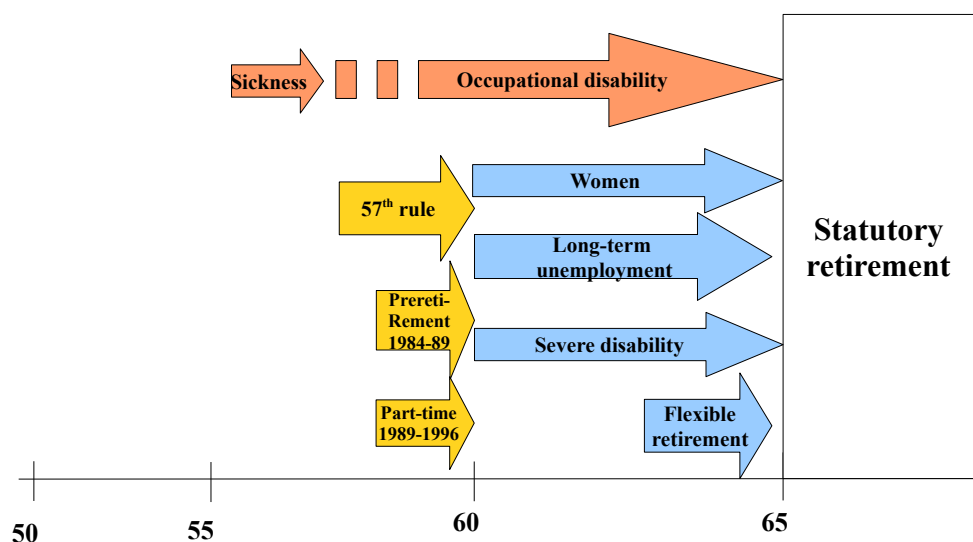 Sickness
Occupational disability
Women
57th rule
Statutory
retirement
Long-term
unemployment
Prereti-
Rement
1984-89
Severe disability
Part-time
1989-1996
Flexible
retirement
50
55
60
65